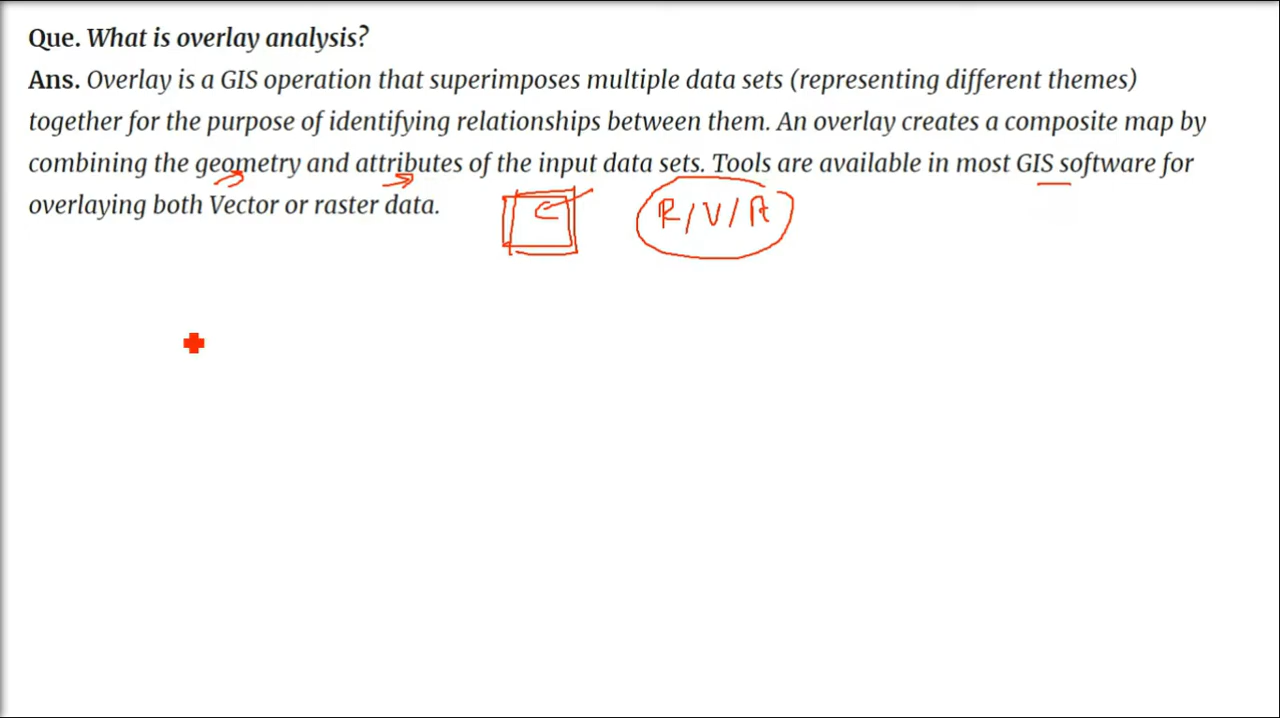 Que. What is overlay analysis?
Ans. Overlay is a GIS operation that superimposes multiple data sets (representing different themes)
together for the purpose of identifying relationships between them. An overlay creates a composite map by
combining the geometry and attributes of the input data sets. Tools are available in most GIS software for
overlaying both Vector or raster data.
R/V/A